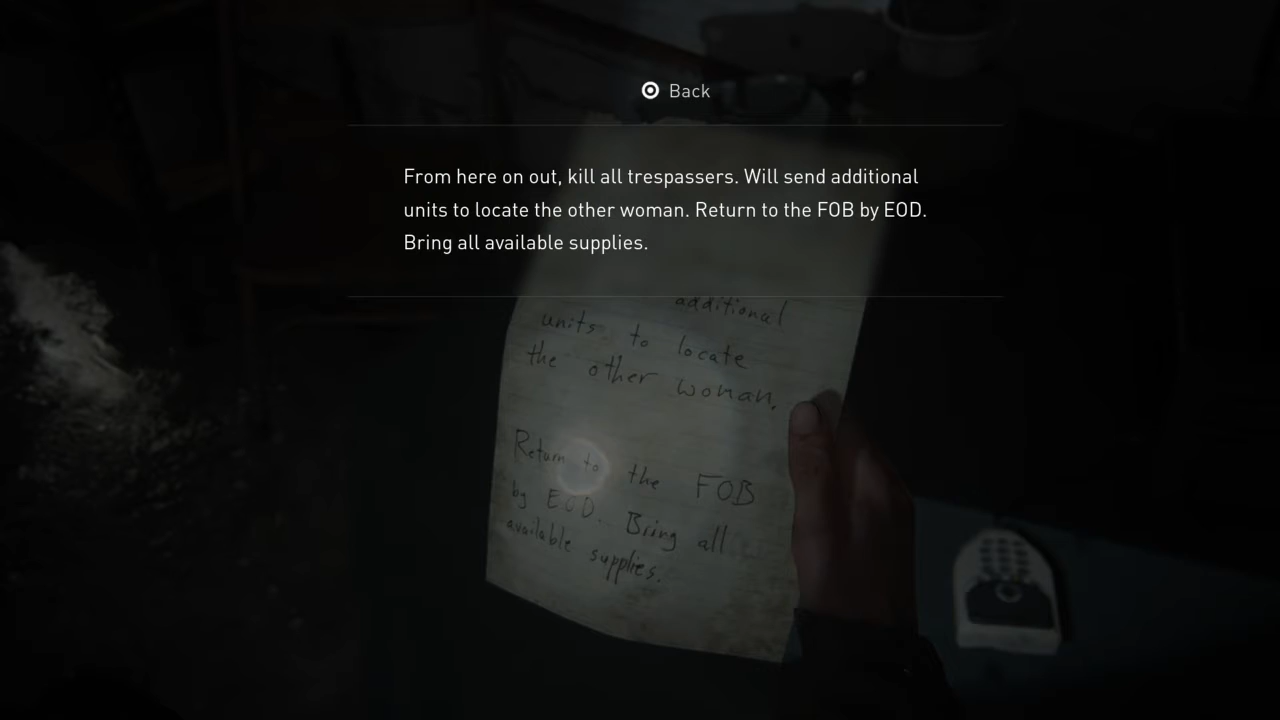 Back
From here on out, kill all trespassers. Will send additional
units to locate the other woman. Return to the FOB by EOD.
Bring all available supplies.
additional
units to locate
the other woman.
Return to the FOB
by EOD. Bring all
available supplies.